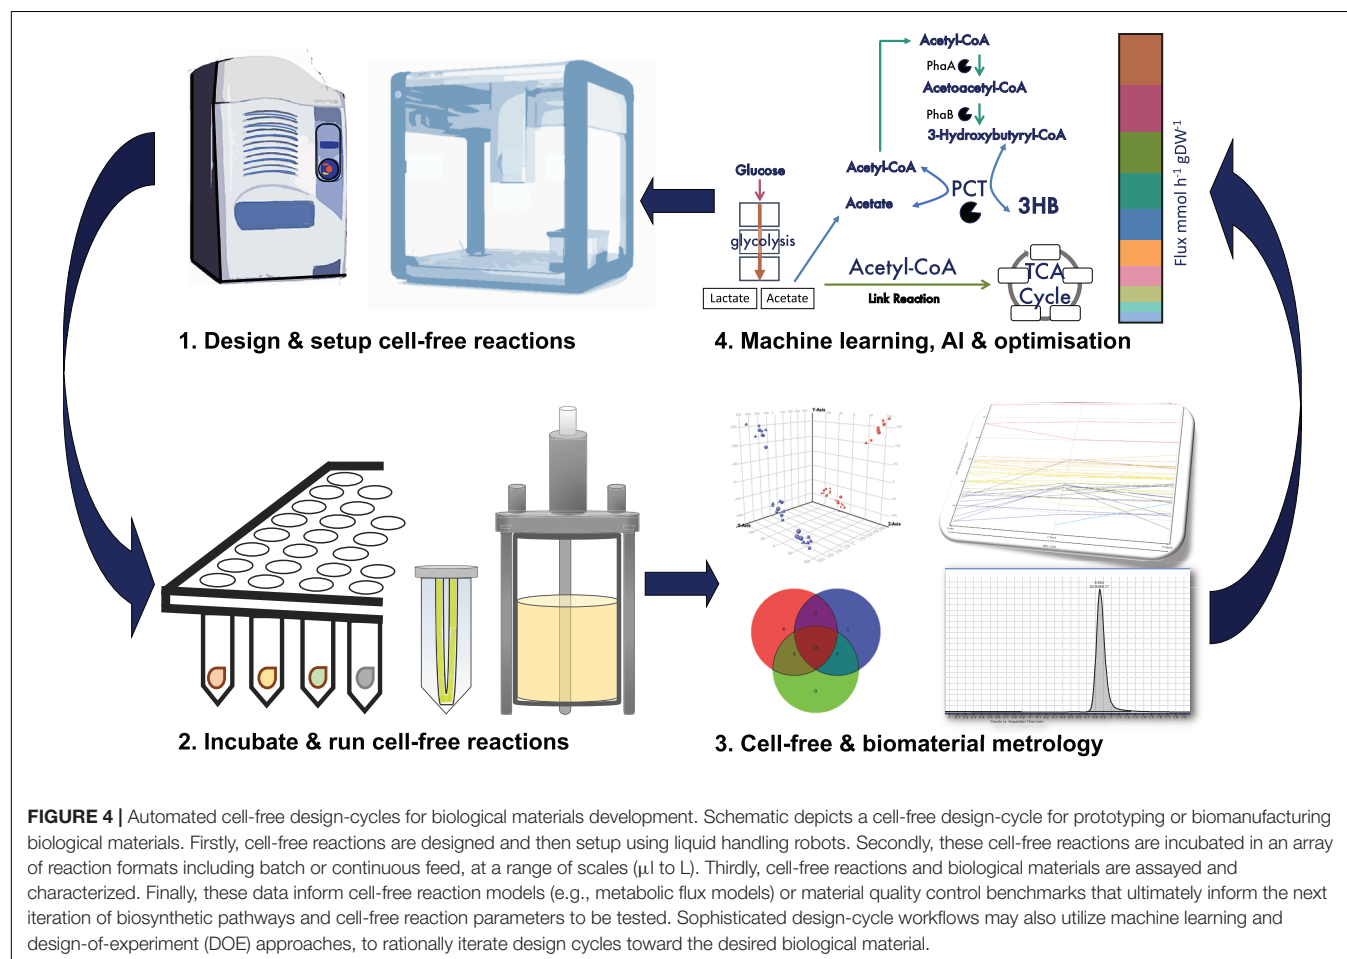 Acetyl-CoA
PhaA
Acetoacetyl-CoA
PhaB
3-Hydroxybutyryl-CoA
Glucose
Acetyl-CoA
Acetate
PCT
3HB
glycolysis
Acetyl-CoA
Link Reaction
TCA
Cycle
Lactate
Acetate
Flux mmol h-1 gDW-1
1. Design & setup cell-free reactions
4. Machine learning, AI & optimisation
Y-Axis
X-Axis
Z-Axis
Counts vs. Acquisition Time (min)
2. Incubate & run cell-free reactions
3. Cell-free & biomaterial metrology
FIGURE 4 | Automated cell-free design-cycles for biological materials development. Schematic depicts a cell-free design-cycle for prototyping or biomanufacturing
biological materials. Firstly, cell-free reactions are designed and then setup using liquid handling robots. Secondly, these cell-free reactions are incubated in an array
of reaction formats including batch or continuous feed, at a range of scales (µl to L). Thirdly, cell-free reactions and biological materials are assayed and
characterized. Finally, these data inform cell-free reaction models (e.g., metabolic flux models) or material quality control benchmarks that ultimately inform the next
iteration of biosynthetic pathways and cell-free reaction parameters to be tested. Sophisticated design-cycle workflows may also utilize machine learning and
design-of-experiment (DOE) approaches, to rationally iterate design cycles toward the desired biological material.